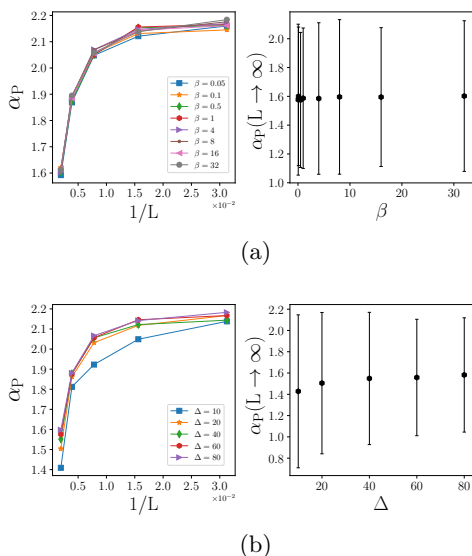 2.2
2.1
2.0
1.9
1.8
1.7
1.6
αP
β = 0.05
β = 0.1
β = 0.5
β = 1
β = 4
β = 8
β = 16
β = 32
0.5 1.0 1.5 2.0 2.5 3.0
×10⁻²
1/L
2.0
1.8
1.6
1.4
1.2
1.0
αP(L → ∞)
0 10 20 30
β
(a)
2.2
2.1
2.0
1.9
1.8
1.7
1.6
1.5
1.4
αP
Δ = 10
Δ = 20
Δ = 40
Δ = 60
Δ = 80
0.5 1.0 1.5 2.0 2.5 3.0
×10⁻²
1/L
2.2
2.0
1.8
1.6
1.4
1.2
1.0
0.8
αP(L → ∞)
20 40 60 80
Δ
(b)